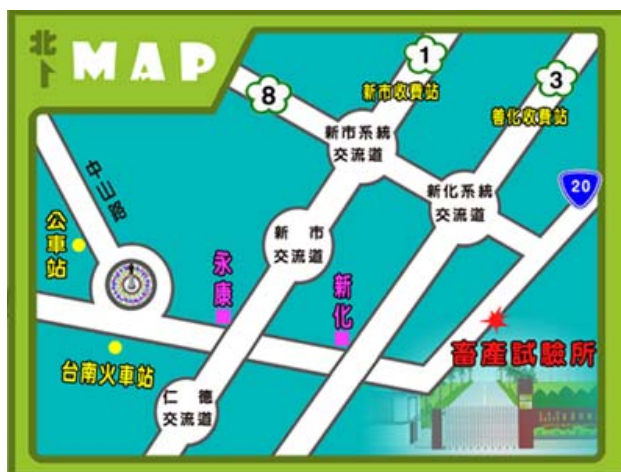 北
MAP
1
新市收費站
3
善化收費站
8
新市系統
交流道
20
新化系統
交流道
中山路
公車站
新市
交流道
永康
新化
畜產試驗所
台南火車站
仁德
交流道